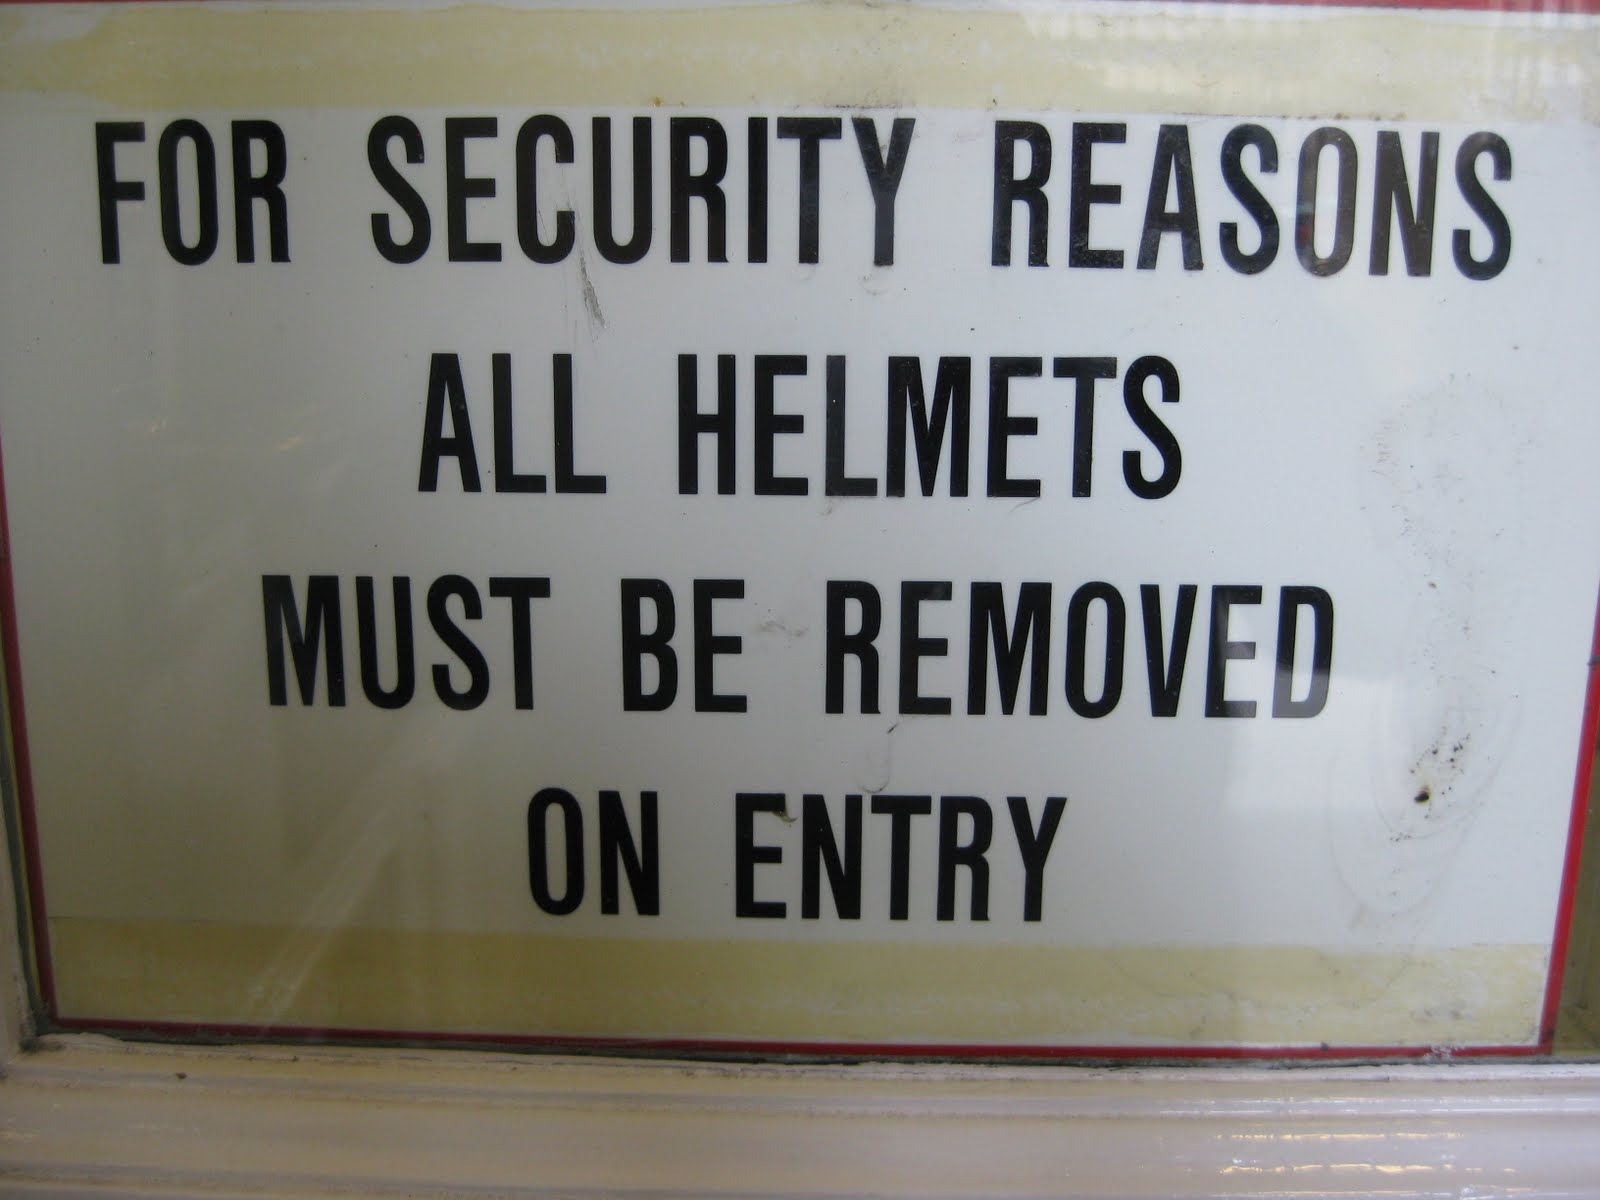 FOR SECURITY REASONS
ALL HELMETS
MUST BE REMOVED
ON ENTRY